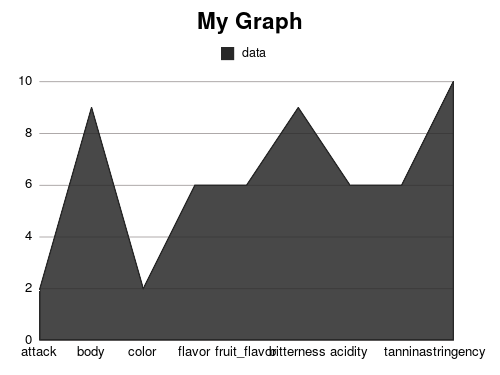 My Graph
data
10
8
6
4
2
0
attack body color flavor fruit_flavor bitterness acidity tannin astringency